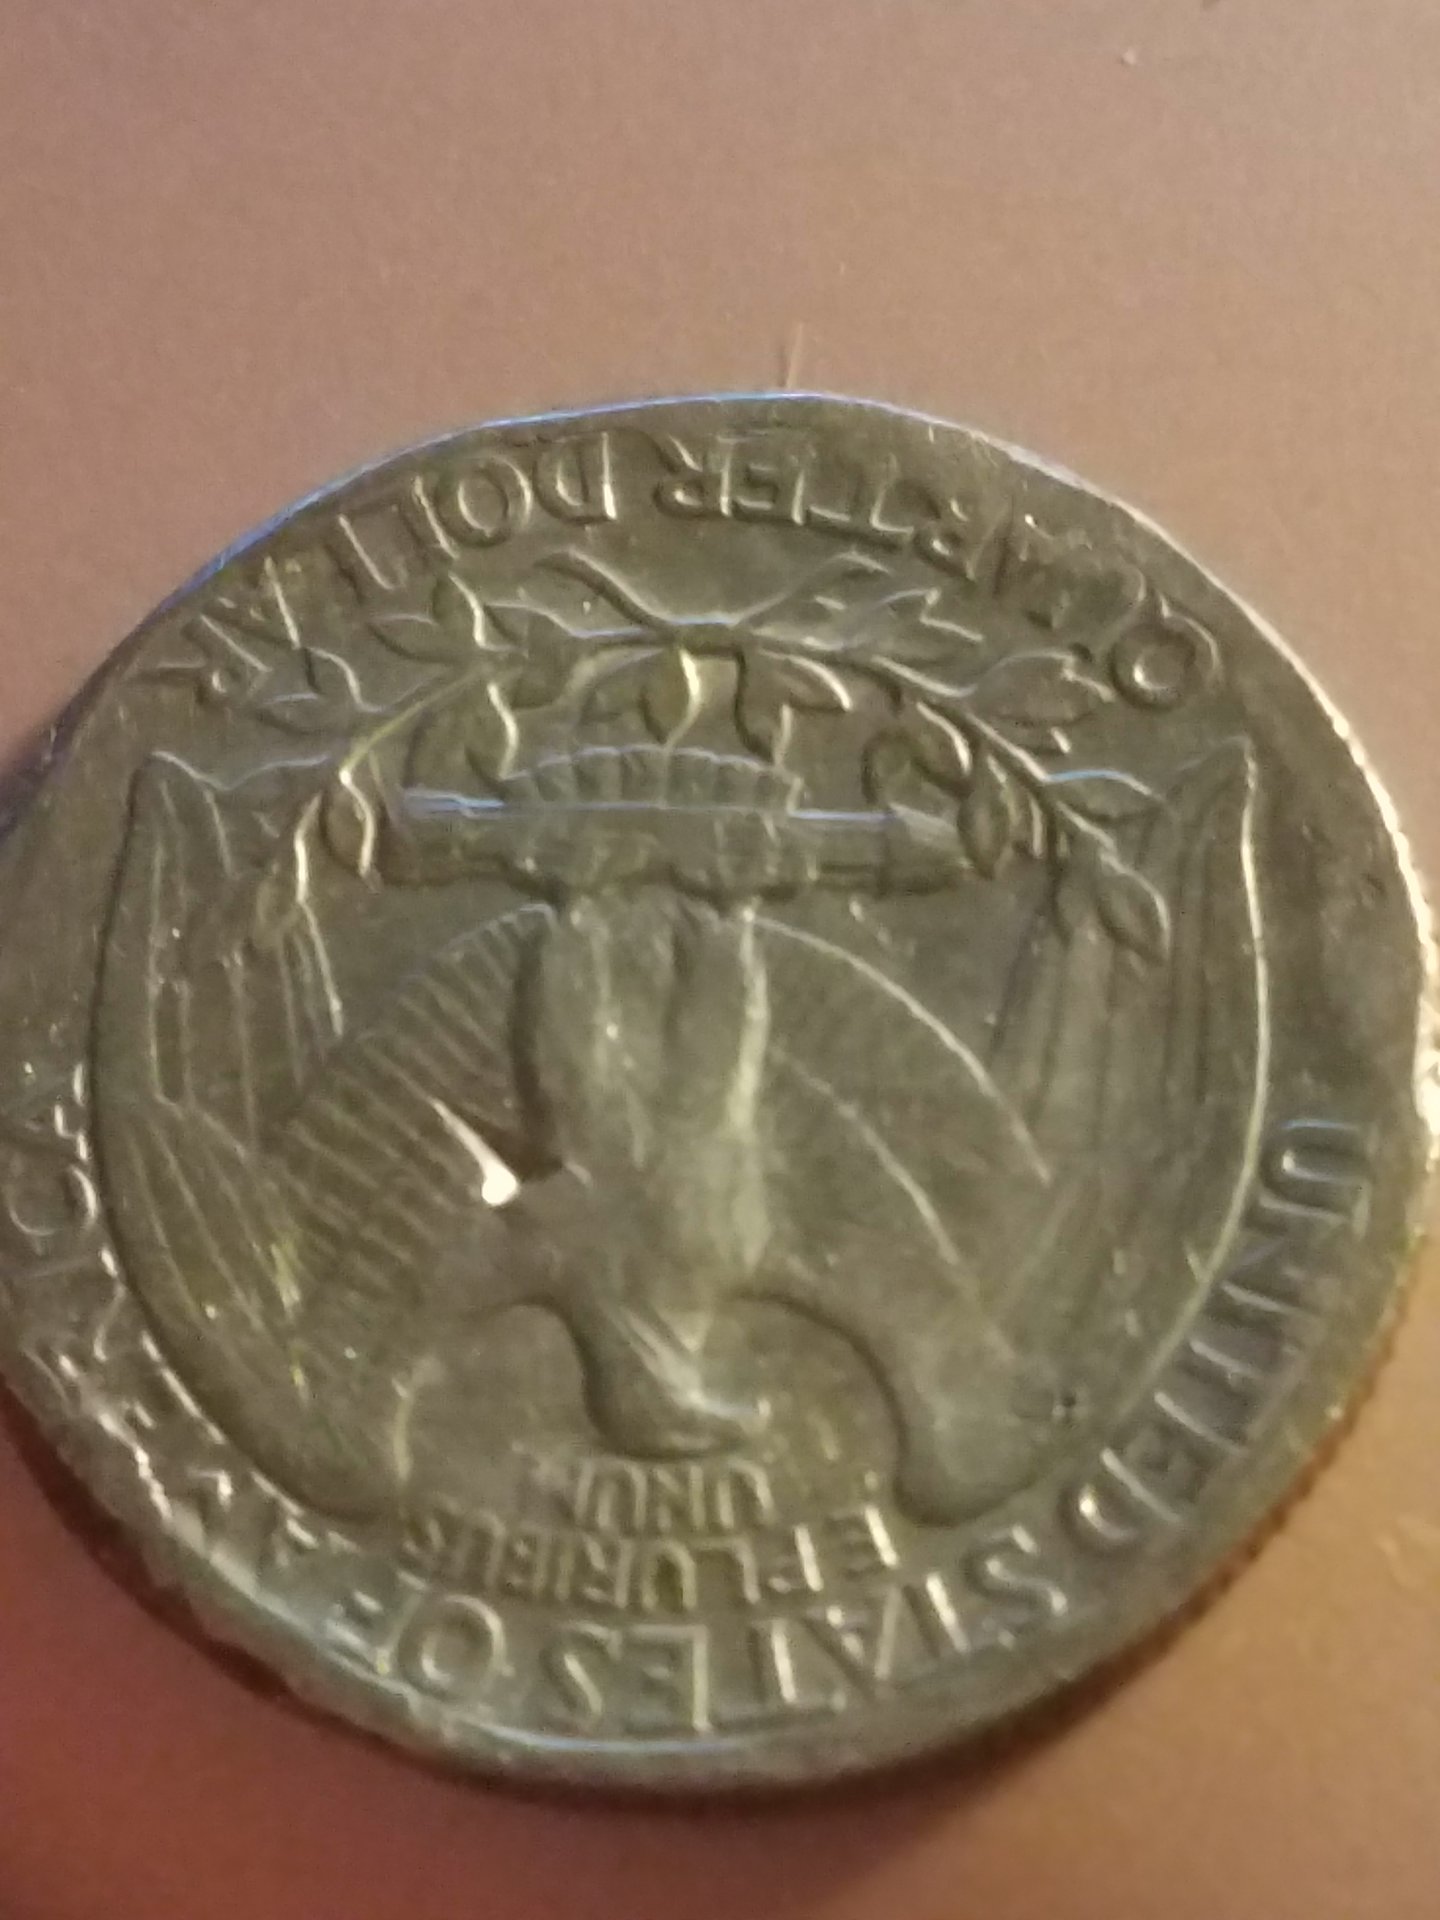 UNITED STATES OF AMERICA
E PLURIBUS
UNUM
QUARTER DOLLAR